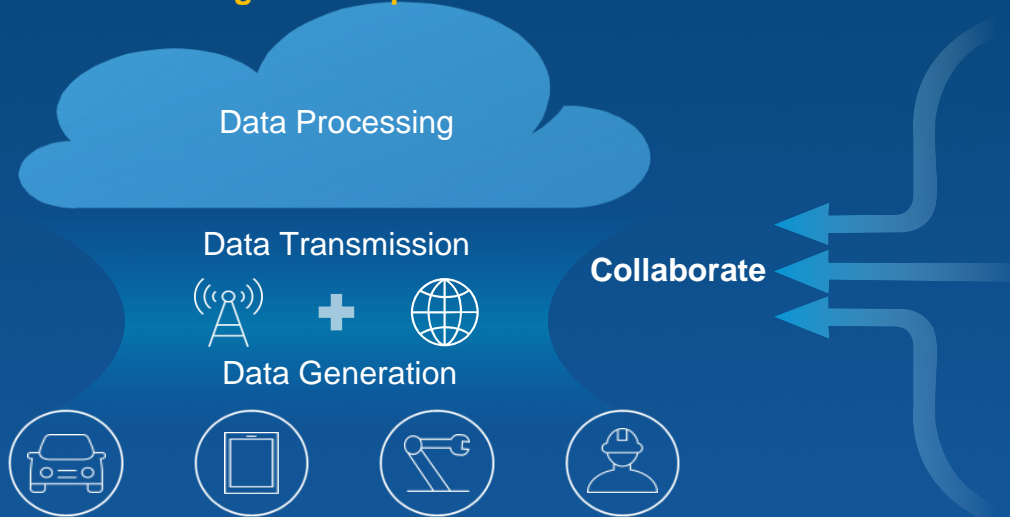 Data Processing
Data Transmission
Collaborate
Data Generation